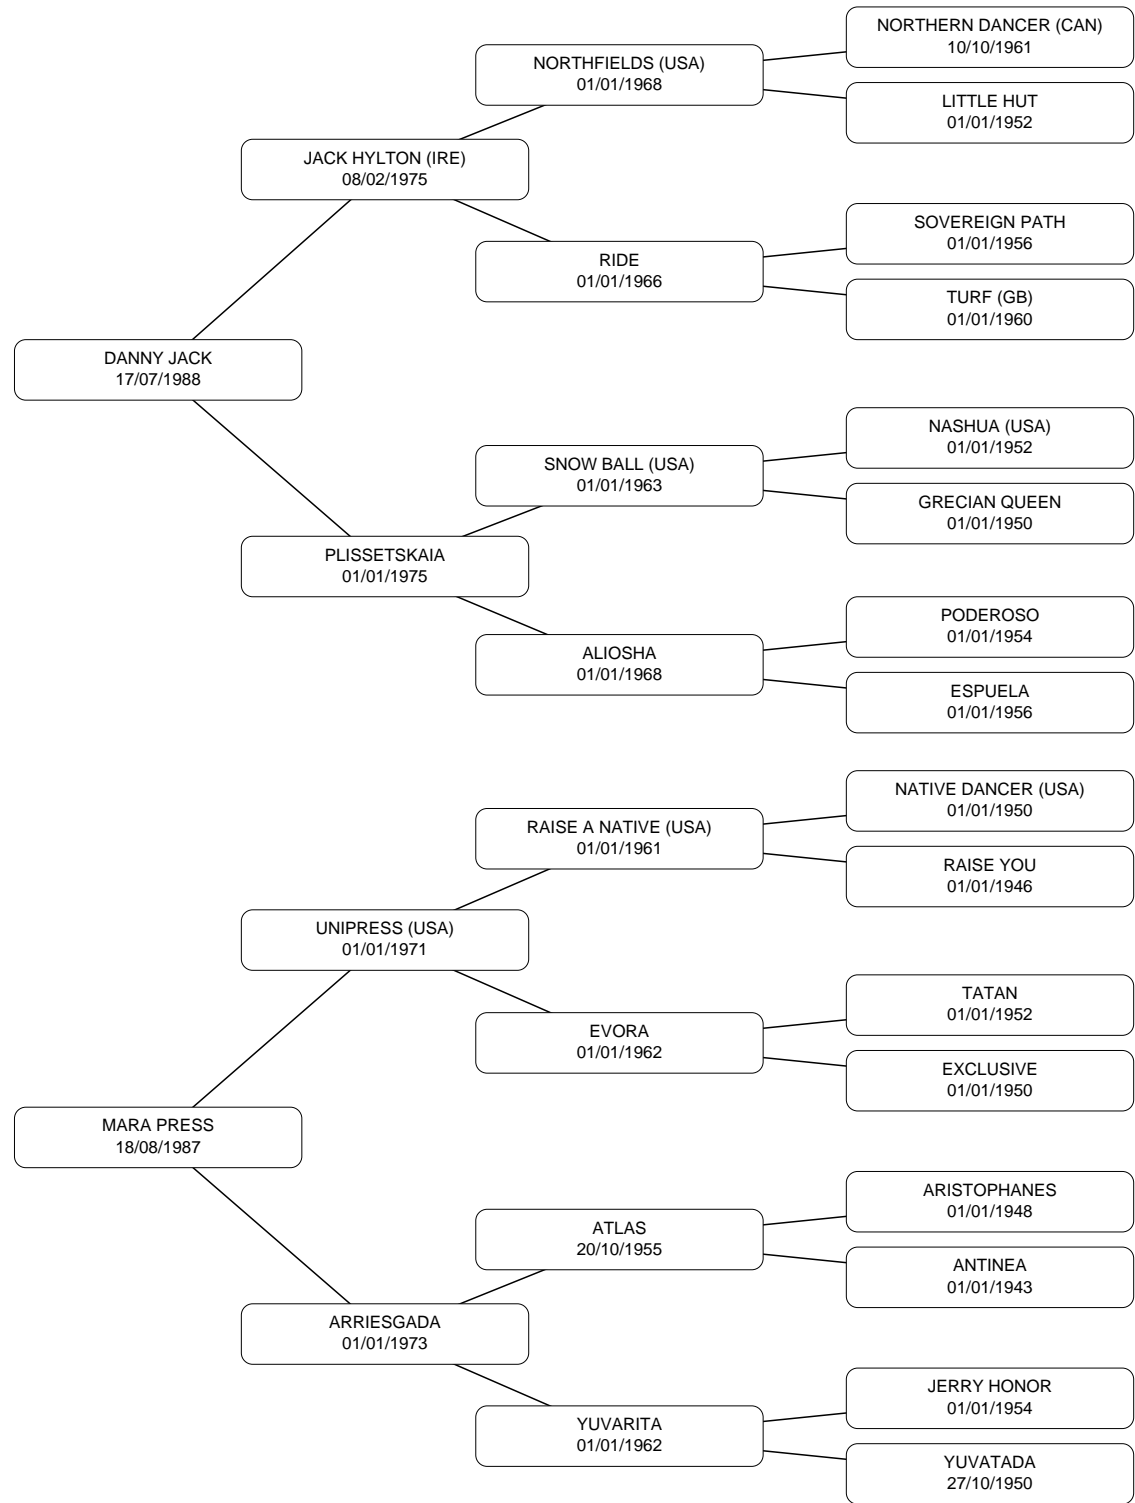 NORTHERN DANCER (CAN)
10/10/1961
NORTHFIELDS (USA)
01/01/1968
LITTLE HUT
01/01/1952
JACK HYLTON (IRE)
08/02/1975
SOVEREIGN PATH
01/01/1956
RIDE
01/01/1966
TURF (GB)
01/01/1960
DANNY JACK
17/07/1988
NASHUA (USA)
01/01/1952
SNOW BALL (USA)
01/01/1963
GRECIAN QUEEN
01/01/1950
PLISSETSKAIA
01/01/1975
PODEROSO
01/01/1954
ALIOSHA
01/01/1968
ESPUELA
01/01/1956
NATIVE DANCER (USA)
01/01/1950
RAISE A NATIVE (USA)
01/01/1961
RAISE YOU
01/01/1946
UNIPRESS (USA)
01/01/1971
TATAN
01/01/1952
EVORA
01/01/1962
EXCLUSIVE
01/01/1950
MARA PRESS
18/08/1987
ARISTOPHANES
01/01/1948
ATLAS
20/10/1955
ANTINEA
01/01/1943
ARRIESGADA
01/01/1973
JERRY HONOR
01/01/1954
YUVARITA
01/01/1962
YUVATADA
27/10/1950